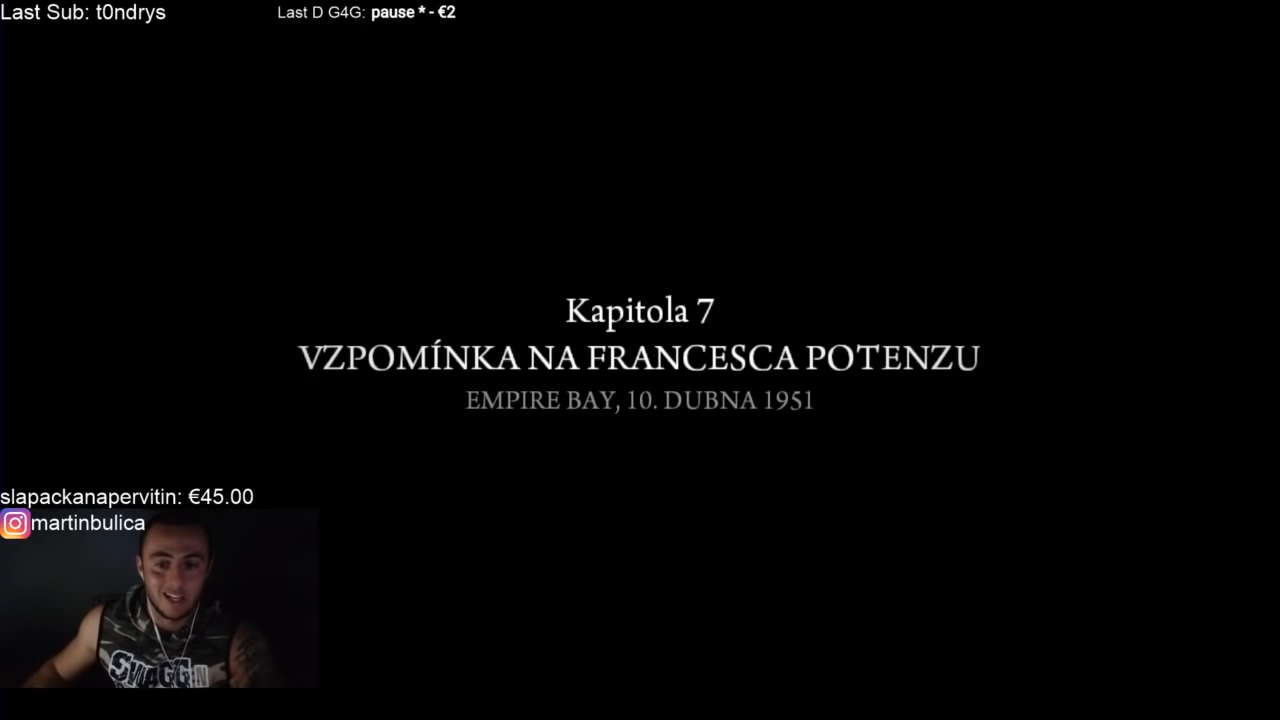 Last Sub: t0ndrys
Last D G4G: pause * - €2
Kapitola 7
VZPOMÍNKA NA FRANCESCA POTENZU
EMPIRE BAY, 10. DUBNA 1951
slapackanapervitin: €45.00
martinbulica
SWAGG